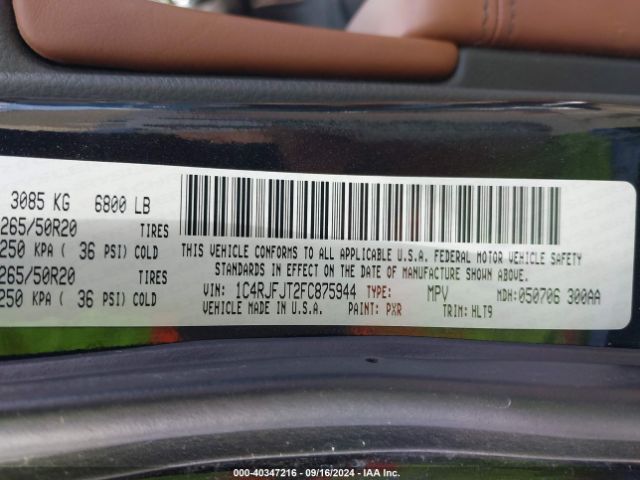 3085 KG 6800 LB
265/50R20 TIRES
250 KPA ( 36 PSI) COLD
265/50R20 TIRES
250 KPA ( 36 PSI) COLD
THIS VEHICLE CONFORMS TO ALL APPLICABLE U.S.A. FEDERAL MOTOR VEHICLE SAFETY
STANDARDS IN EFFECT ON THE DATE OF MANUFACTURE SHOWN ABOVE.
VIN: 1C4RJFJT2FC875944 TYPE: MPV MDH: 050706 300AA
VEHICLE MADE IN U.S.A. PAINT: PXR TRIM: HLT9
000-40347216 - 09/16/2024 - IAA Inc.